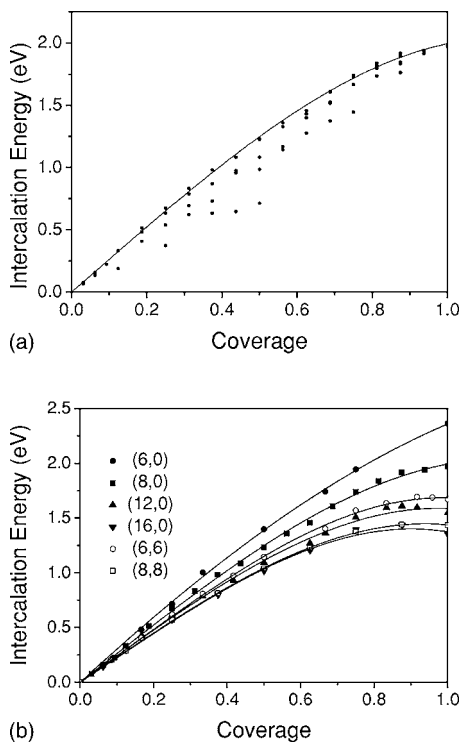 2.0
1.5
1.0
0.5
0.0
Intercalation Energy (eV)
0.0 0.2 0.4 0.6 0.8 1.0
Coverage
(a)
2.5
2.0
1.5
1.0
0.5
0.0
Intercalation Energy (eV)
(6,0)
(8,0)
(12,0)
(16,0)
(6,6)
(8,8)
0.0 0.2 0.4 0.6 0.8 1.0
Coverage
(b)